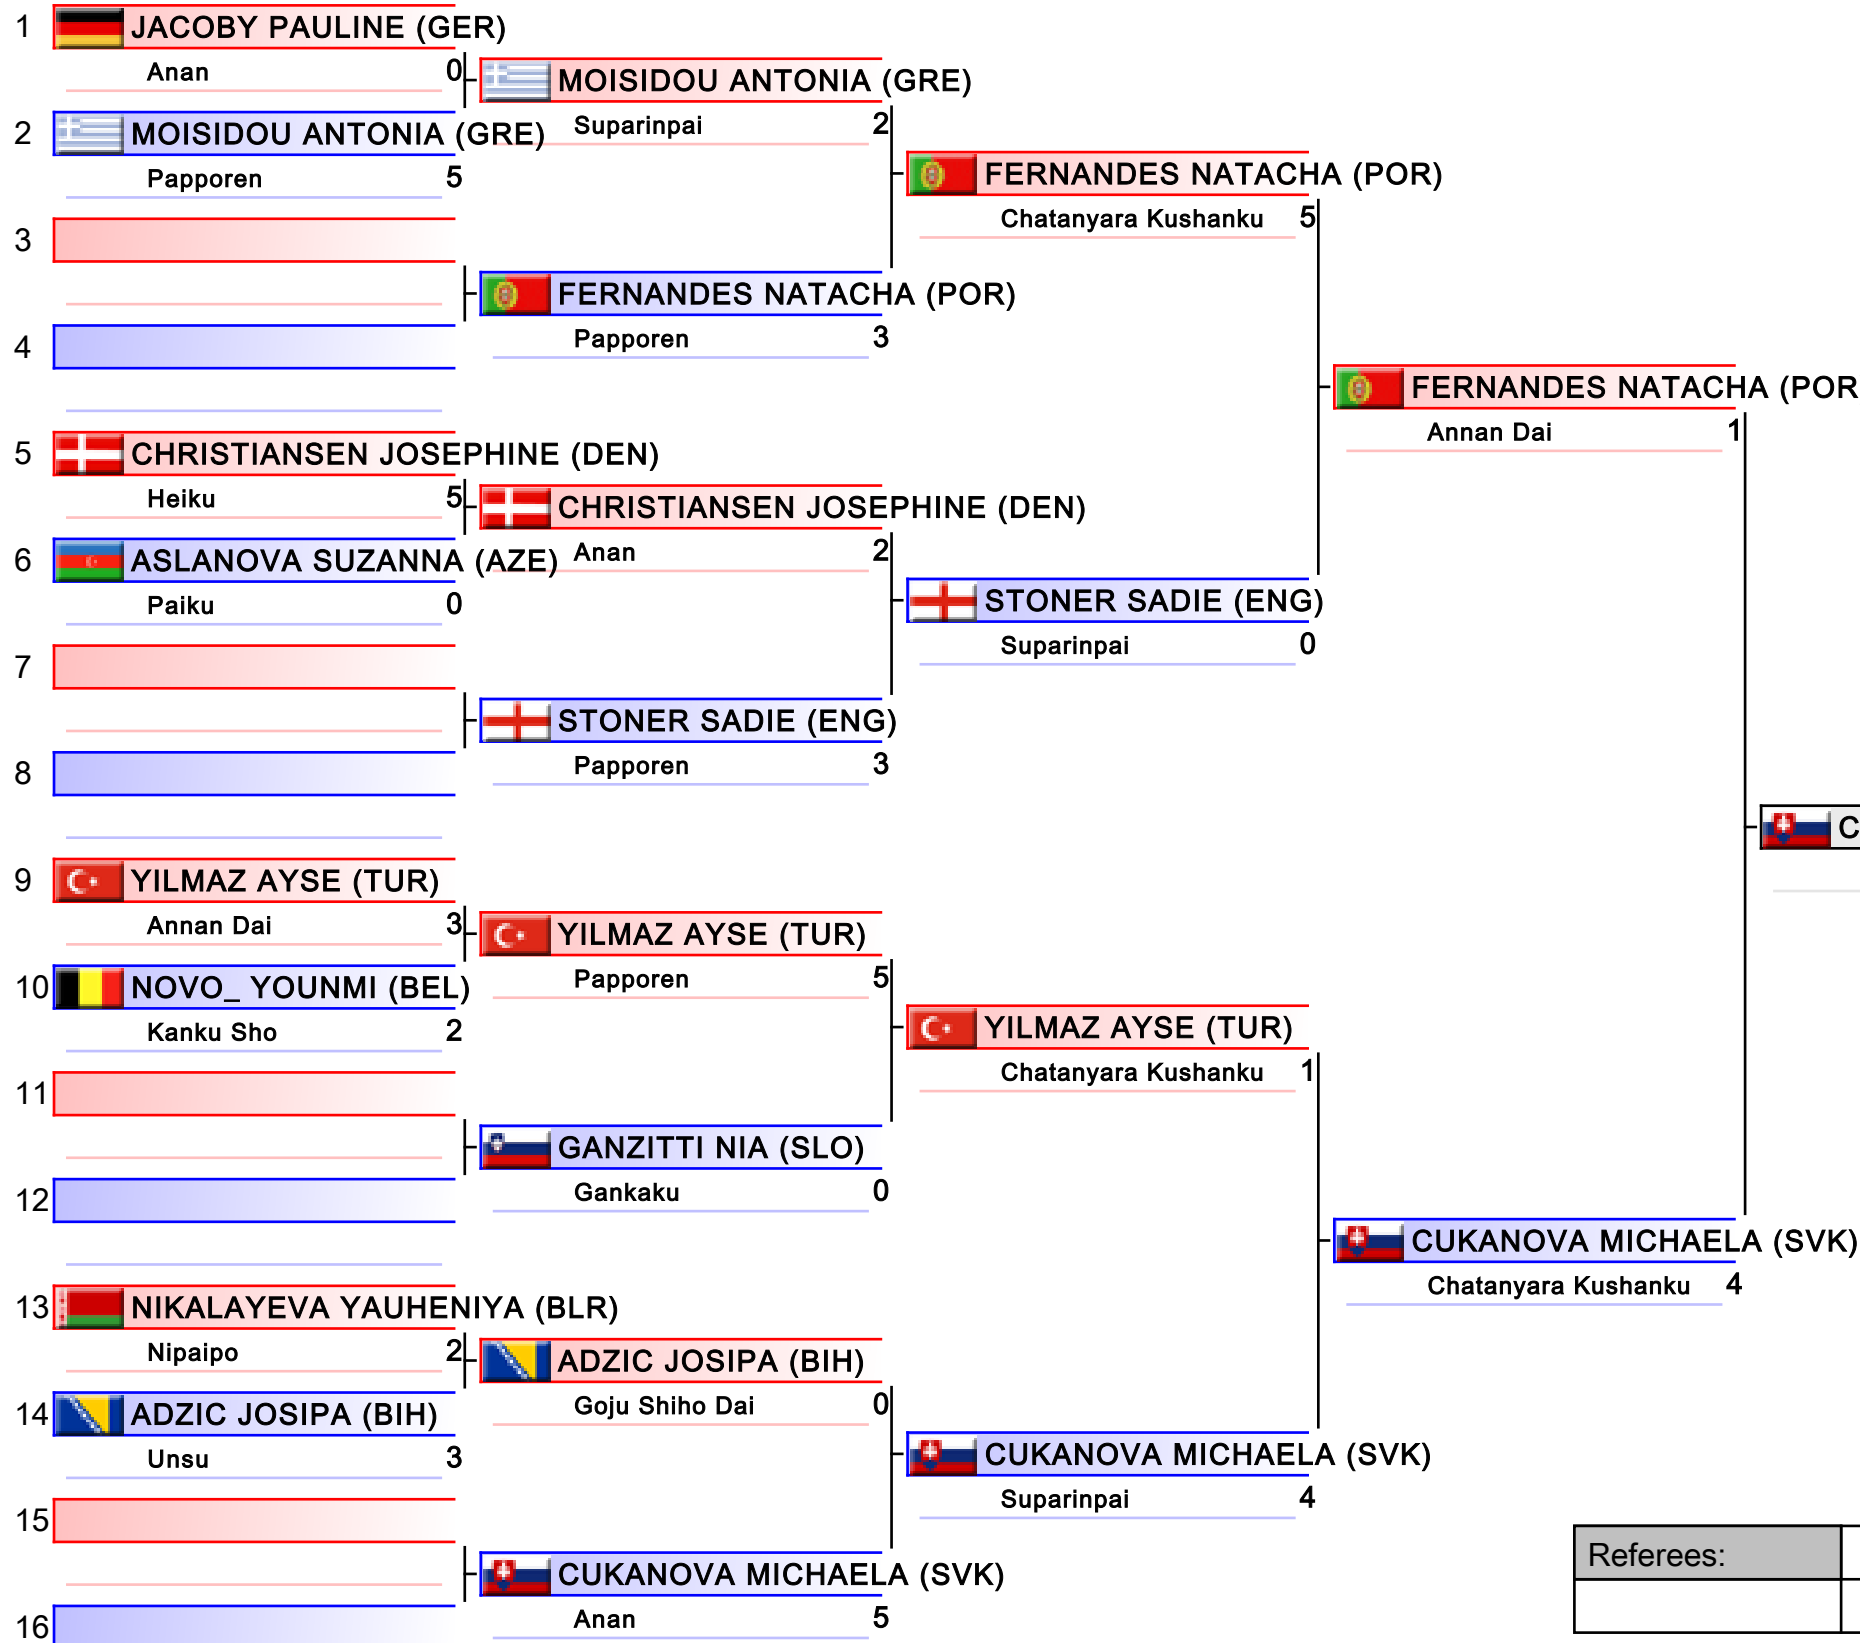 1 JACOBY PAULINE (GER)
Anan 0
MOISIDOU ANTONIA (GRE)
Suparinpai 2
2 MOISIDOU ANTONIA (GRE)
Papporen 5
FERNANDES NATACHA (POR)
Chatanyara Kushanku 5
3
FERNANDES NATACHA (POR)
Papporen 3
4
FERNANDES NATACHA (POR
Annan Dai 1
5 CHRISTIANSEN JOSEPHINE (DEN)
Heiku 5
CHRISTIANSEN JOSEPHINE (DEN)
Anan 2
6 ASLANOVA SUZANNA (AZE)
Paiku 0
STONER SADIE (ENG)
Suparinpai 0
7
STONER SADIE (ENG)
Papporen 3
8
C
9 YILMAZ AYSE (TUR)
Annan Dai 3
YILMAZ AYSE (TUR)
Papporen 5
10 NOVO_ YOUNMI (BEL)
Kanku Sho 2
YILMAZ AYSE (TUR)
Chatanyara Kushanku 1
11
GANZITTI NIA (SLO)
Gankaku 0
12
CUKANOVA MICHAELA (SVK)
Chatanyara Kushanku 4
13 NIKALAYEVA YAUHENIYA (BLR)
Nipaipo 2
ADZIC JOSIPA (BIH)
Goju Shiho Dai 0
14 ADZIC JOSIPA (BIH)
Unsu 3
CUKANOVA MICHAELA (SVK)
Suparinpai 4
15
CUKANOVA MICHAELA (SVK)
Anan 5
16
Referees: